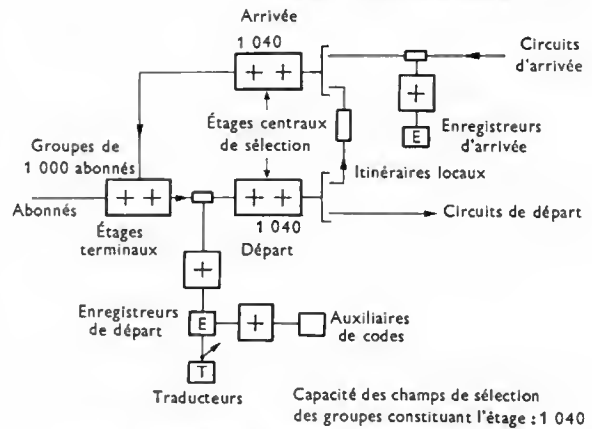 Arrivée
1 040
Circuits
d'arrivée
Étages centraux
de sélection
E
Enregistreurs
d'arrivée
Groupes de
1 000 abonnés
Itinéraires locaux
Abonnés
Étages
terminaux
1 040
Départ
Circuits de départ
Enregistreurs
de départ
E
Auxiliaires
de codes
T
Traducteurs
Capacité des champs de sélection
des groupes constituant l'étage : 1 040